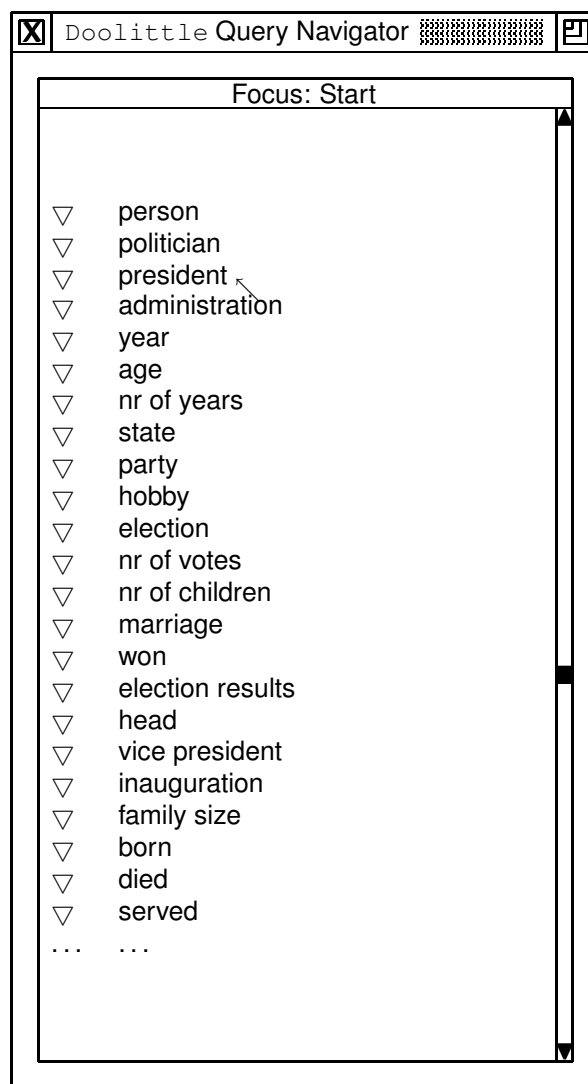 Doolittle Query Navigator
Focus: Start
▽ person
▽ politician
▽ president
▽ administration
▽ year
▽ age
▽ nr of years
▽ state
▽ party
▽ hobby
▽ election
▽ nr of votes
▽ nr of children
▽ marriage
▽ won
▽ election results
▽ head
▽ vice president
▽ inauguration
▽ family size
▽ born
▽ died
▽ served
... ...